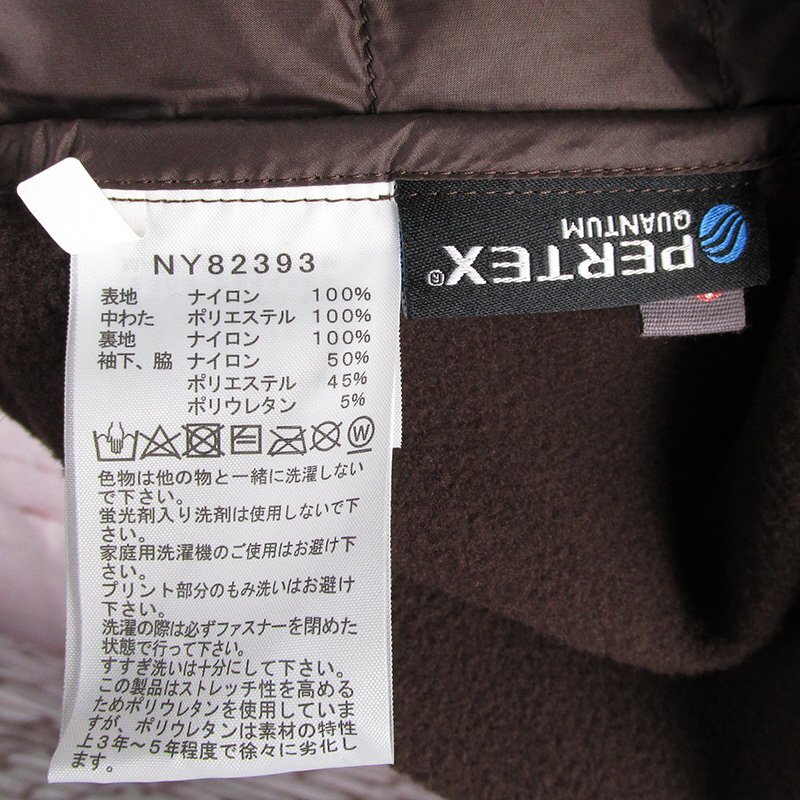 NY82393
表地 ナイロン 100%
中わた ポリエステル 100%
裏地 ナイロン 100%
袖下、脇 ナイロン 50%
ポリエステル 45%
ポリウレタン 5%
W
色物は他の物と一緒に洗濯しない
で下さい。
蛍光剤入り洗剤は使用しないで下
さい。
家庭用洗濯機のご使用はお避け下
さい。
プリント部分のもみ洗いはお避け
下さい。
洗濯の際は必ずファスナーを閉めた
状態で行って下さい。
すすぎ洗いは十分にして下さい。
この製品はストレッチ性を高める
ためポリウレタンを使用していま
すが、ポリウレタンは素材の特性
上3年～5年程度で徐々に劣化し
ます。
PERTEX®
QUANTUM